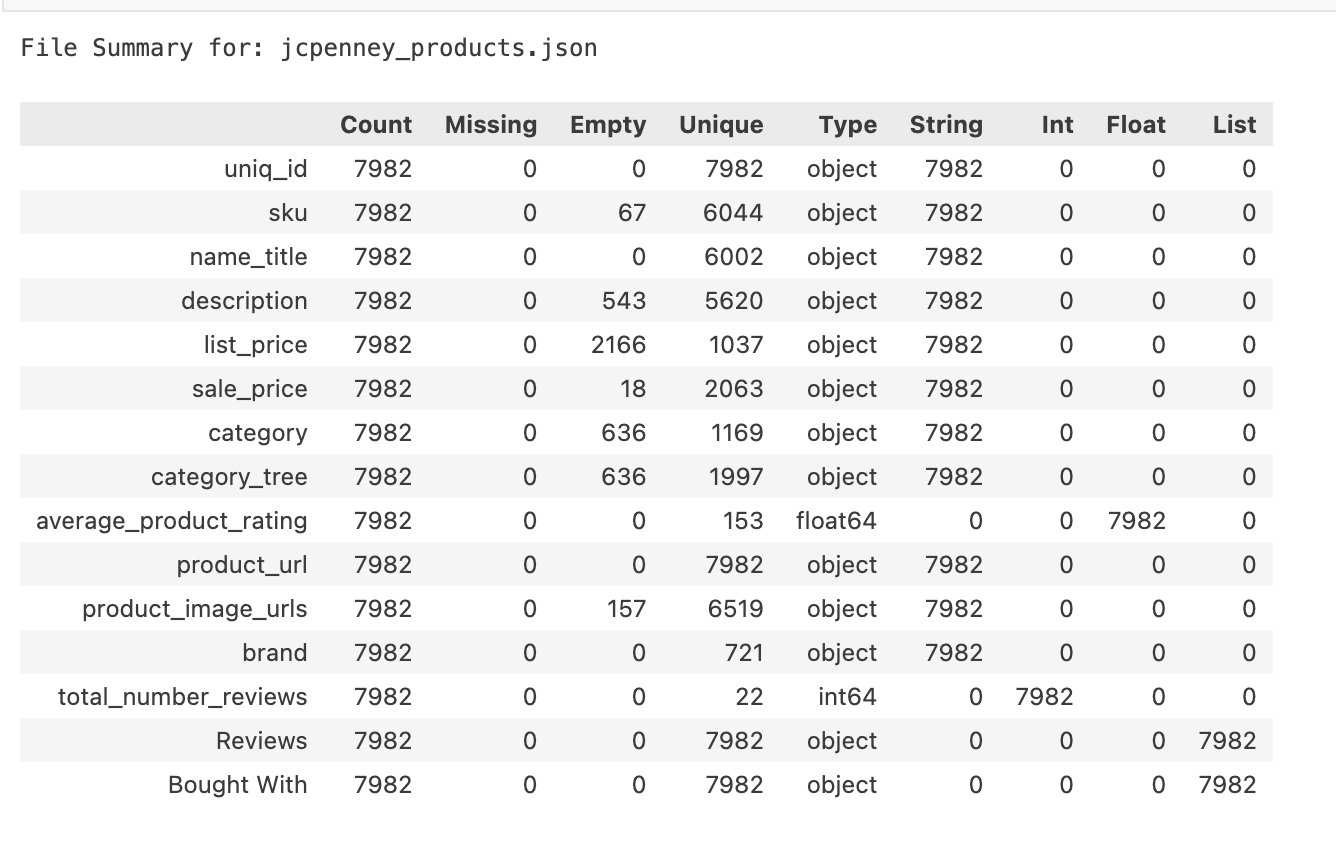 File Summary for: jcpenney_products.json
Count Missing Empty Unique Type String Int Float List
uniq_id 7982 0 0 7982 object 7982 0 0 0
sku 7982 0 67 6044 object 7982 0 0 0
name_title 7982 0 0 6002 object 7982 0 0 0
description 7982 0 543 5620 object 7982 0 0 0
list_price 7982 0 2166 1037 object 7982 0 0 0
sale_price 7982 0 18 2063 object 7982 0 0 0
category 7982 0 636 1169 object 7982 0 0 0
category_tree 7982 0 636 1997 object 7982 0 0 0
average_product_rating 7982 0 0 153 float64 0 0 7982 0
product_url 7982 0 0 7982 object 7982 0 0 0
product_image_urls 7982 0 157 6519 object 7982 0 0 0
brand 7982 0 0 721 object 7982 0 0 0
total_number_reviews 7982 0 0 22 int64 0 7982 0 0
Reviews 7982 0 0 7982 object 0 0 0 7982
Bought With 7982 0 0 7982 object 0 0 0 7982